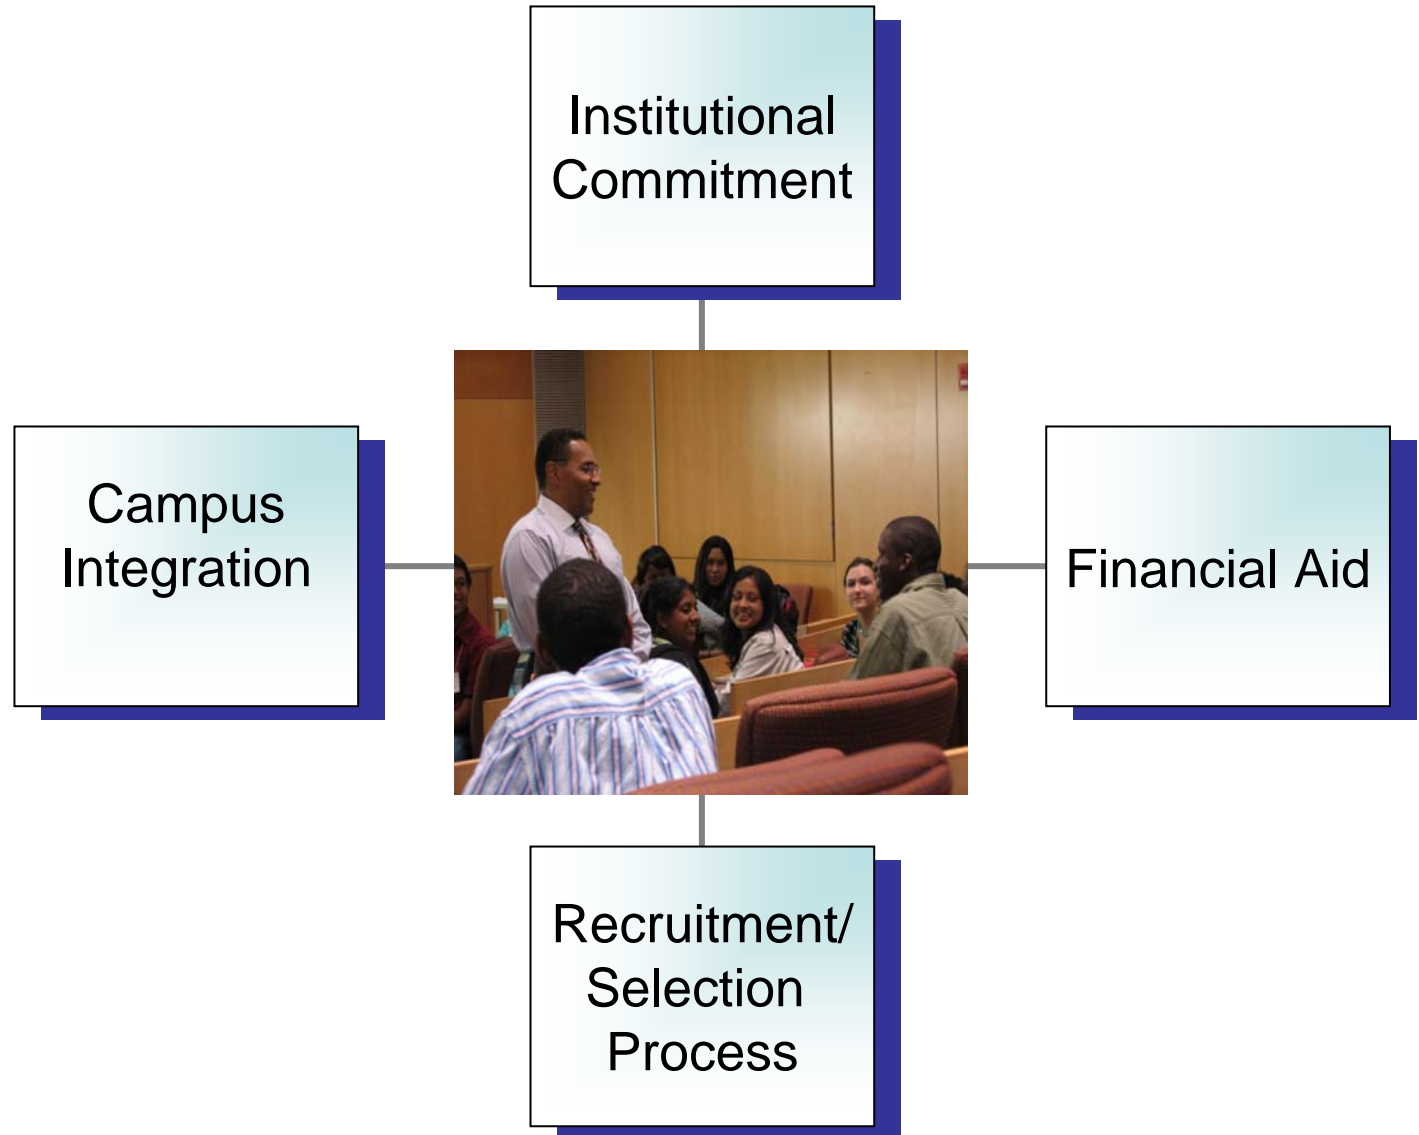 Institutional
Commitment
Campus
Integration
Financial Aid
Recruitment/
Selection
Process